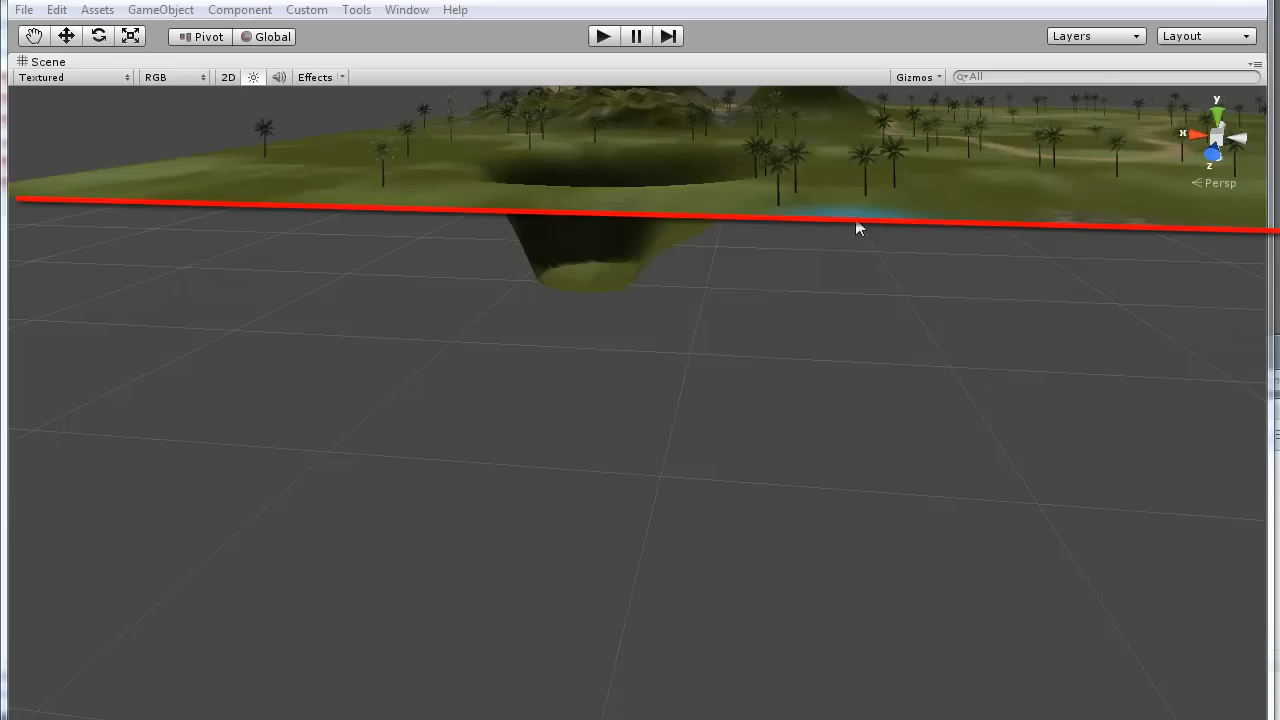 File Edit Assets GameObject Component Custom Tools Window Help
Pivot Global Layers Layout
Scene
Textured RGB 2D Effects Gizmos All
y
x
z
Persp